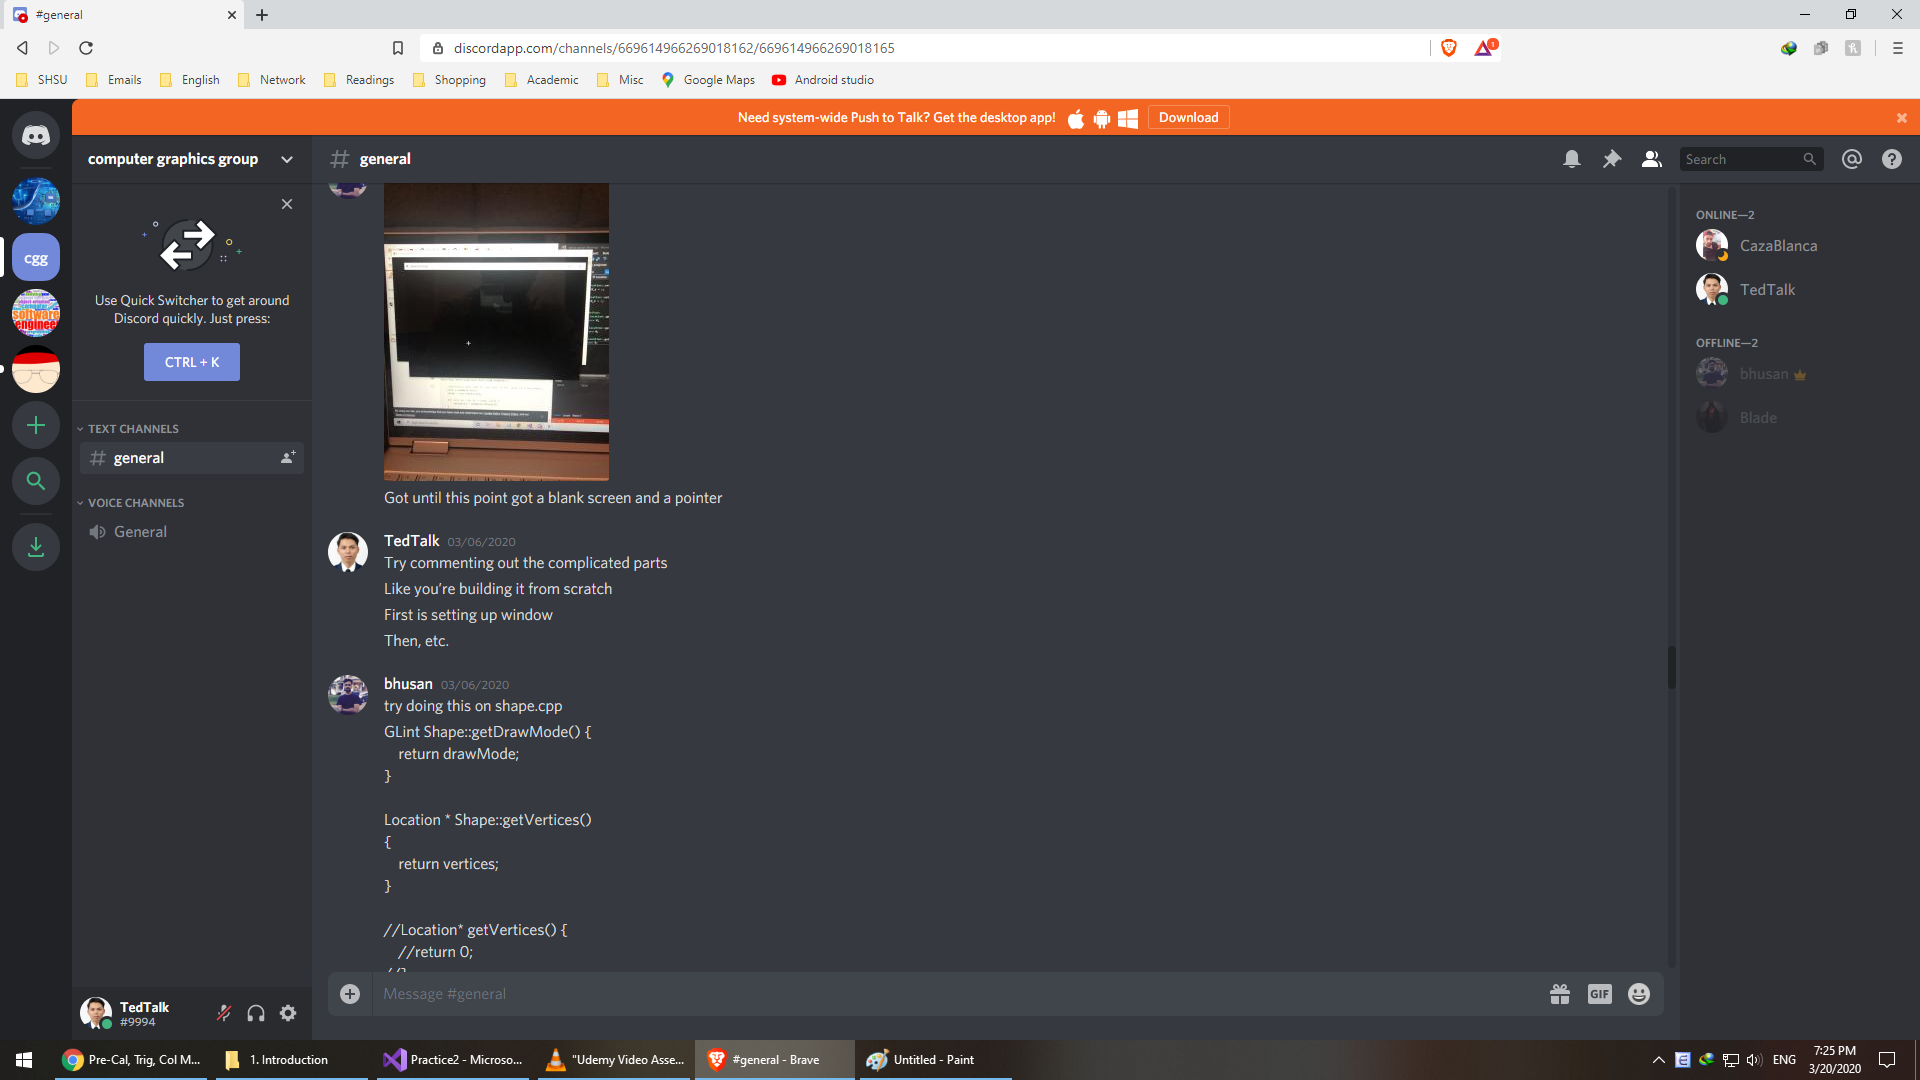 #general
discordapp.com/channels/669614966269018162/669614966269018165
1
SHSU
Emails
English
Network
Readings
Shopping
Academic
Misc
Google Maps
Android studio
Need system-wide Push to Talk? Get the desktop app!
Download
computer graphics group
general
Search
cgg
Use Quick Switcher to get around
Discord quickly. Just press:
CTRL + K
TEXT CHANNELS
general
VOICE CHANNELS
General
Got until this point got a blank screen and a pointer
TedTalk 03/06/2020
Try commenting out the complicated parts
Like you're building it from scratch
First is setting up window
Then, etc.
bhusan 03/06/2020
try doing this on shape.cpp
GLint Shape::getDrawMode() {
return drawMode;
}
Location * Shape::getVertices()
{
return vertices;
}
//Location* getVertices() {
//return 0;
//}
Message #general
GIF
ONLINE—2
CazaBlanca
TedTalk
OFFLINE—2
bhusan
Blade
TedTalk
#9994
Pre-Cal, Trig, Col M...
1. Introduction
Practice2 - Microso...
"Udemy Video Asse...
#general - Brave
Untitled - Paint
ENG
7:25 PM
3/20/2020